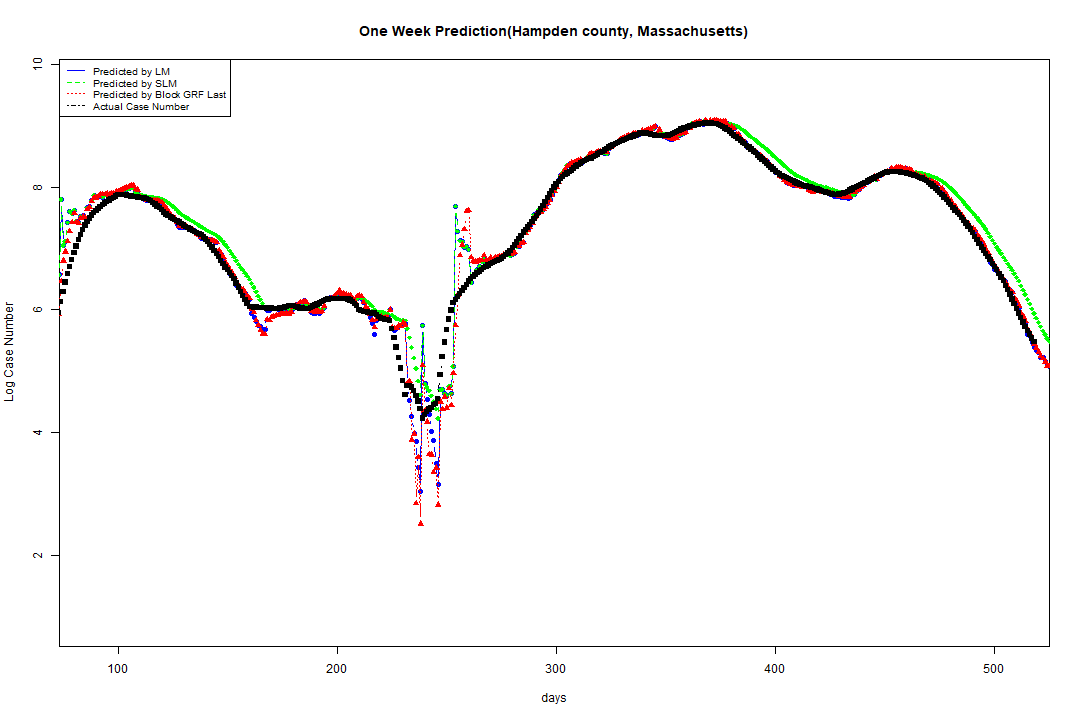 One Week Prediction(Hampden county, Massachusetts)
10
Predicted by LM
Predicted by SLM
Predicted by Block GRF Last
Actual Case Number
8
6
4
2
Log Case Number
100
200
300
400
500
days